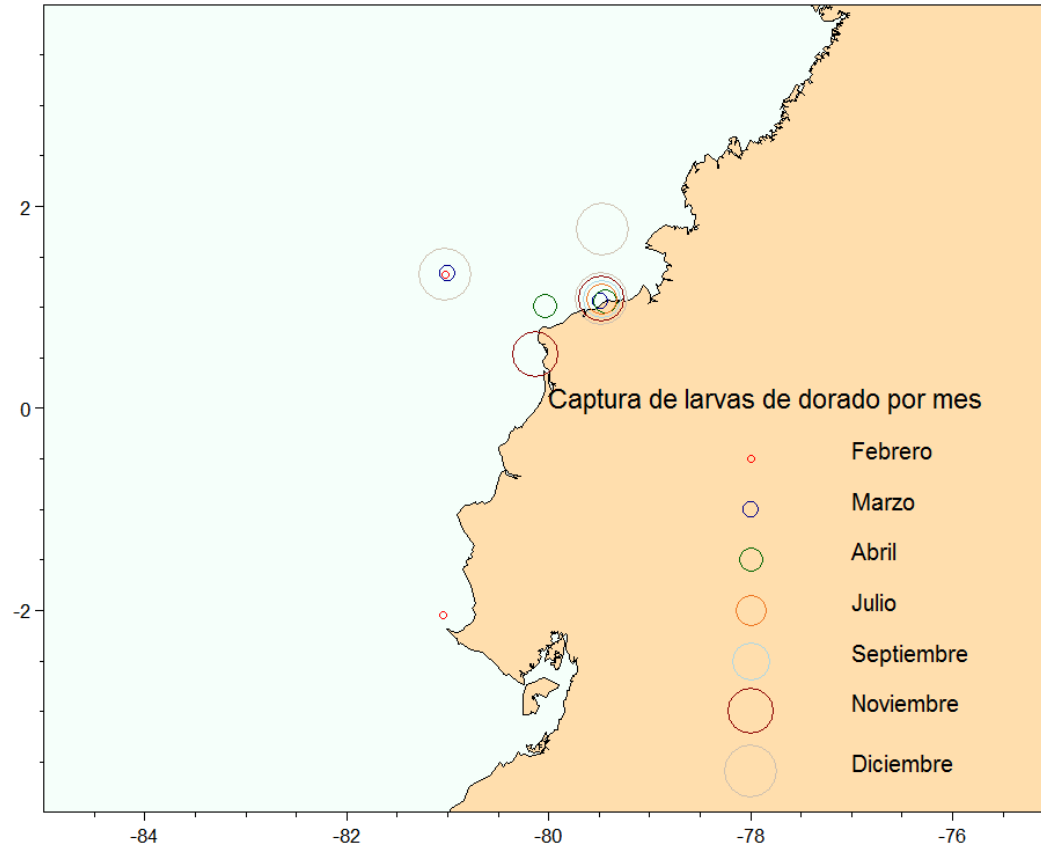 2
0
-2
Captura de larvas de dorado por mes
Febrero
Marzo
Abril
Julio
Septiembre
Noviembre
Diciembre
-84 -82 -80 -78 -76